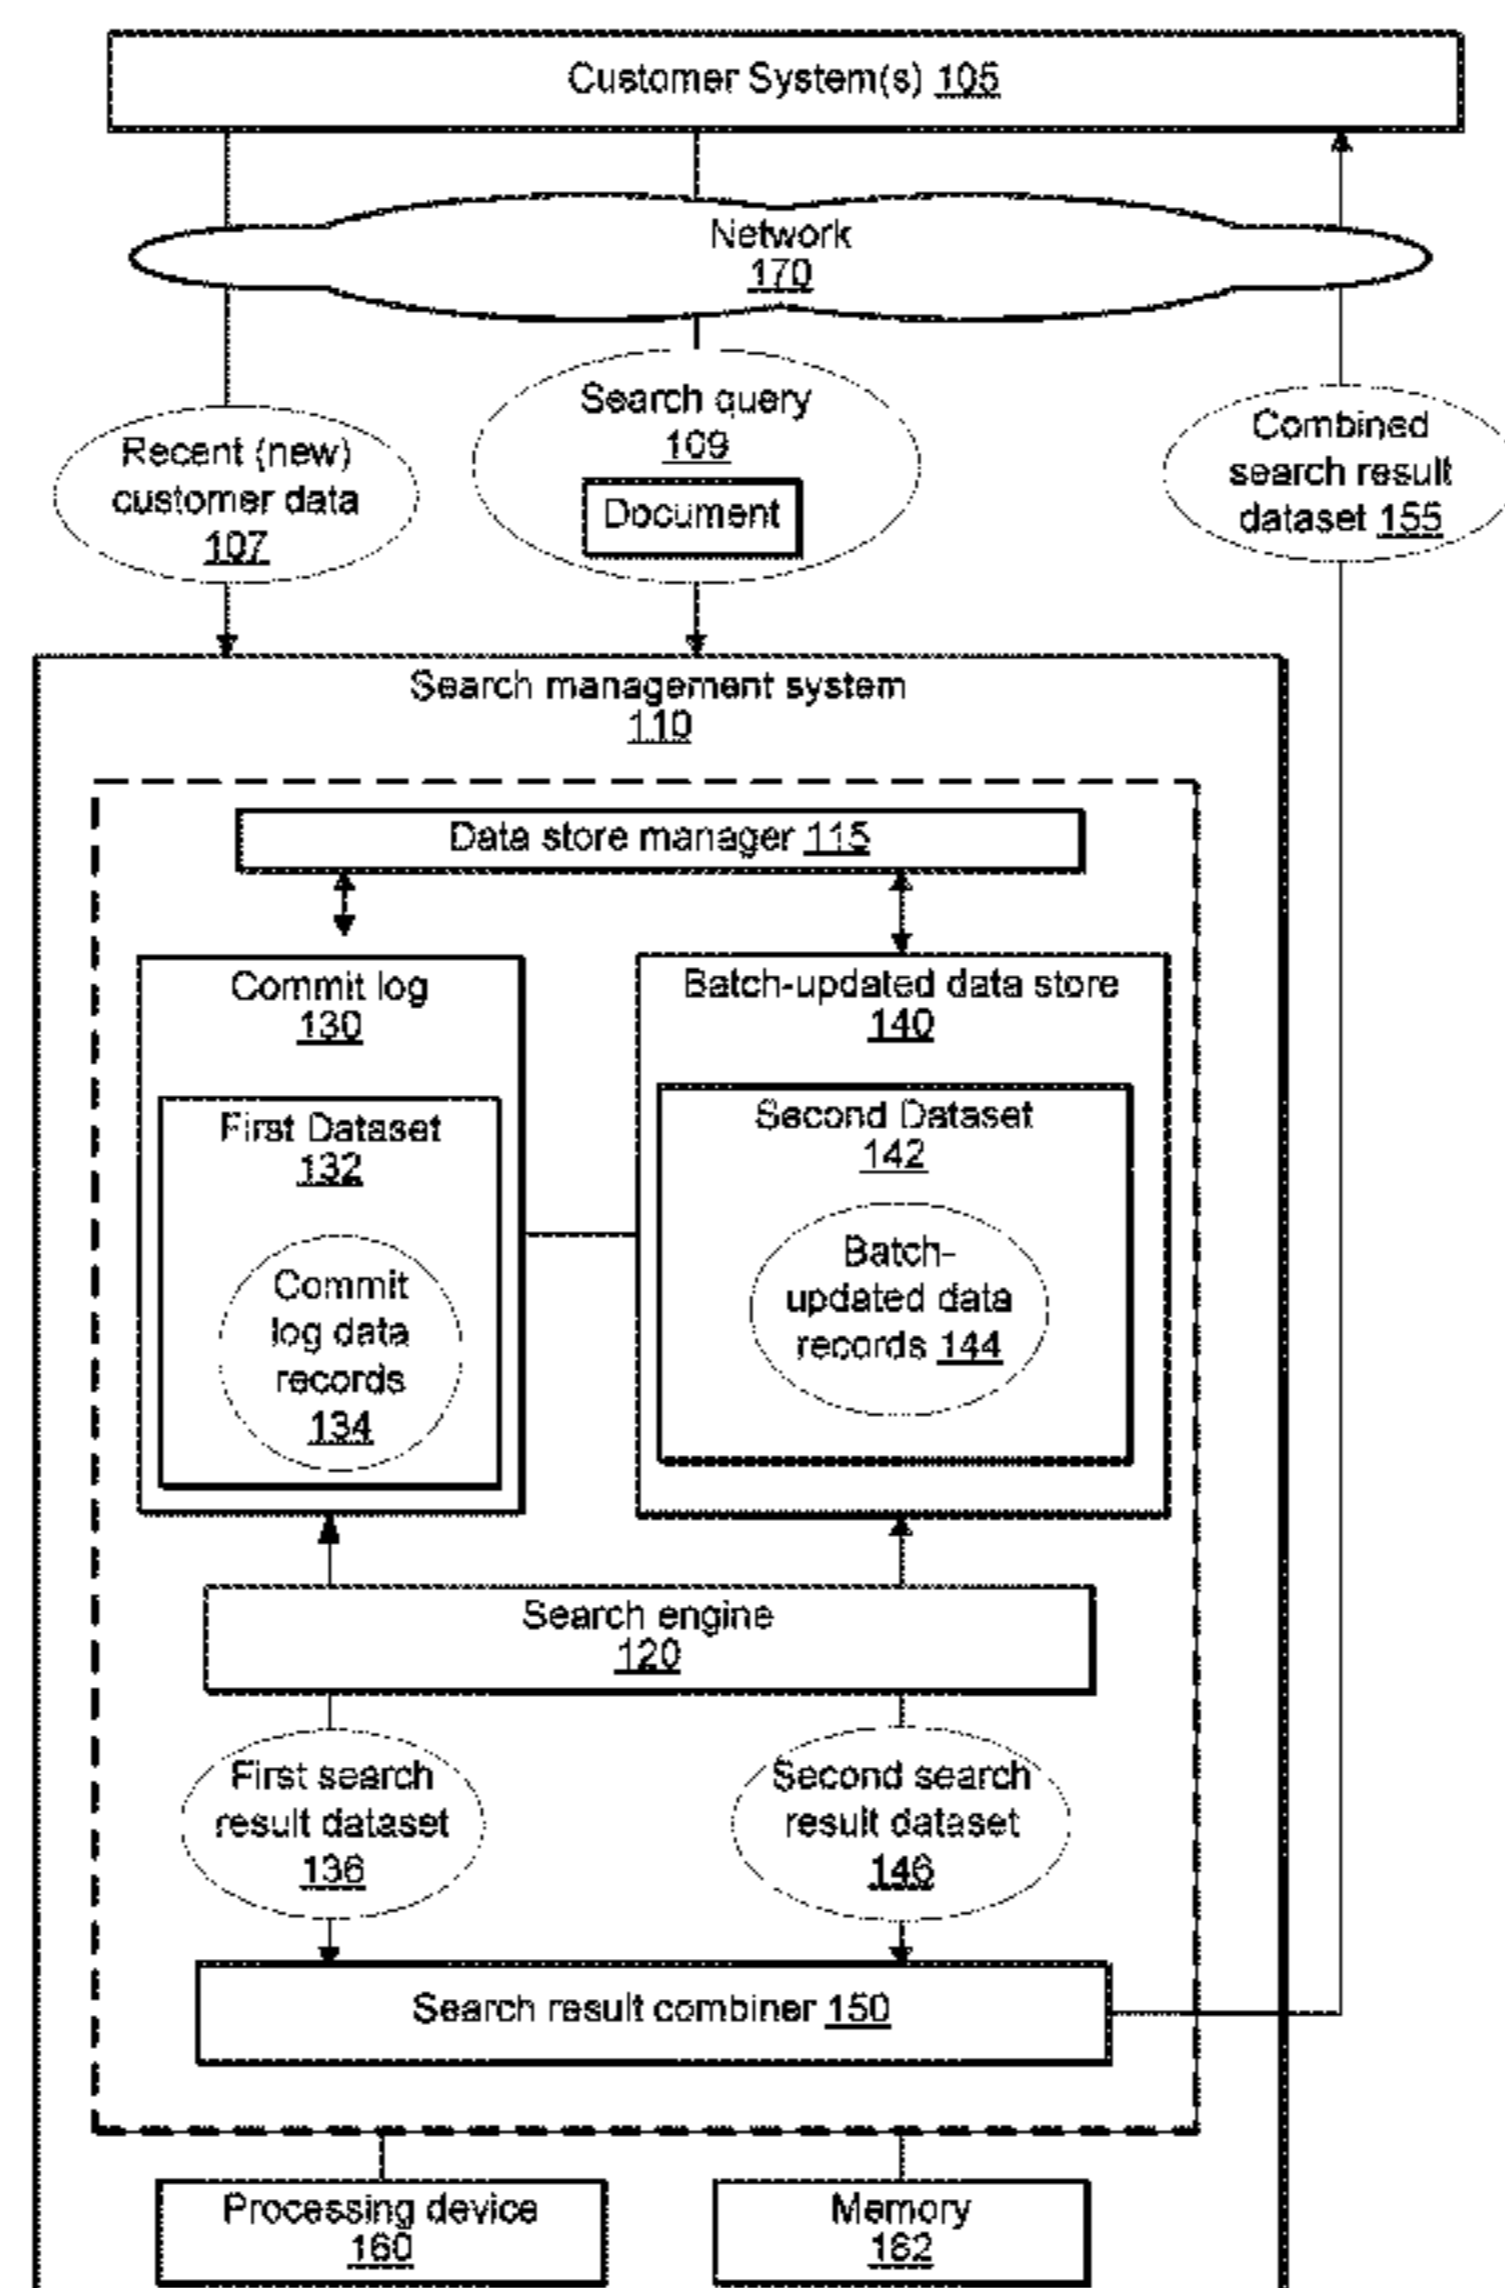 Customer System(s) 105
Network
170
Search query
109
Document
Recent (new)
customer data
107
Combined
search result
dataset 155
Search management system
110
Data store manager 115
Commit log
130
First Dataset
132
Commit
log data
records
134
Batch-updated data store
140
Second Dataset
142
Batch-
updated data
records 144
Search engine
120
First search
result dataset
136
Second search
result dataset
146
Search result combiner 150
Processing device
160
Memory
162